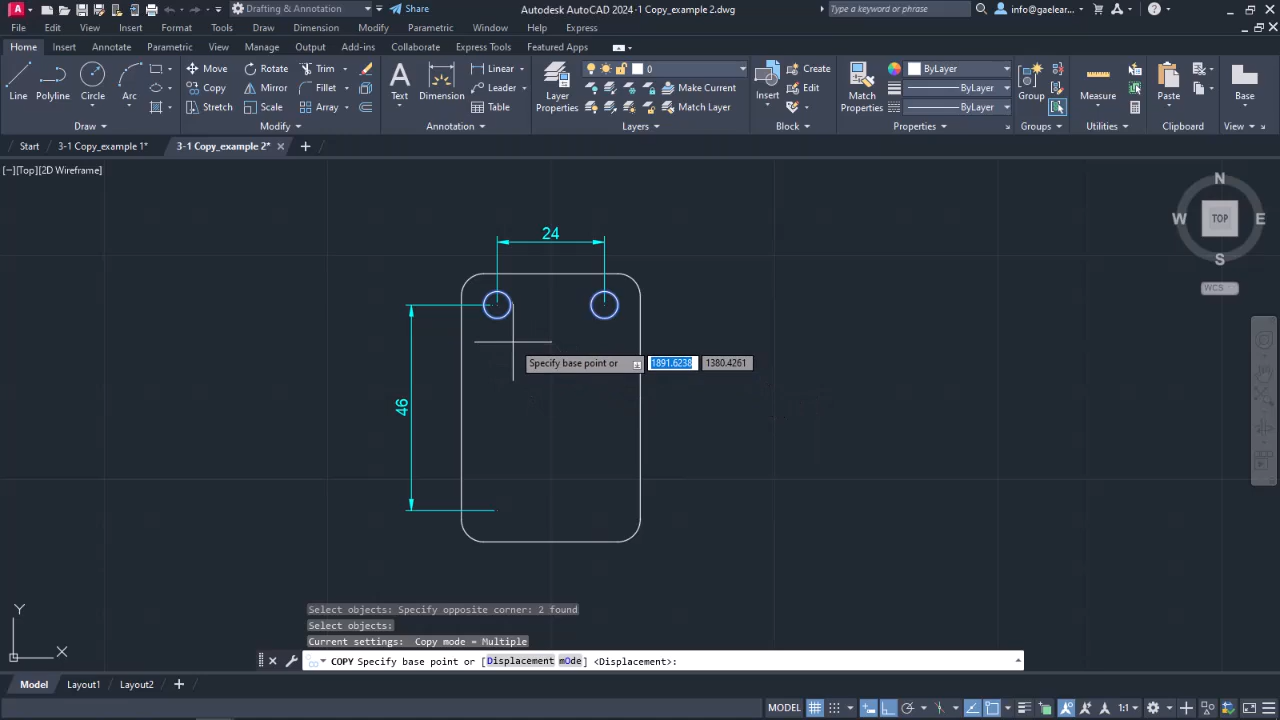 A CAD Drafting & Annotation Share Autodesk AutoCAD 2024 -1 Copy_example 2.dwg Type a keyword or phrase info@gaelear...
File Edit View Insert Format Tools Draw Dimension Modify Parametric Window Help Express
Home Insert Annotate Parametric View Manage Output Add-ins Collaborate Express Tools Featured Apps
Line Polyline Circle Arc
Move Rotate Trim
Copy Mirror Fillet
Stretch Scale Array
Text Dimension
Linear
Leader
Table
Layer Properties
0
Make Current
Match Layer
Insert
Create
Edit
Match Properties
ByLayer
ByLayer
ByLayer
Group
Measure
Paste
Base
Draw Modify Annotation Layers Block Properties Groups Utilities Clipboard View
Start 3-1 Copy_example 1* 3-1 Copy_example 2*
[−][Top][2D Wireframe]
N
W TOP E
S
WCS
24
46
Specify base point or 1891.6238 1380.4261
Y
X
Select objects: Specify opposite corner: 2 found
Select objects:
Current settings: Copy mode = Multiple
COPY Specify base point or [Displacement mOde] <Displacement>:
Model Layout1 Layout2
MODEL 1:1